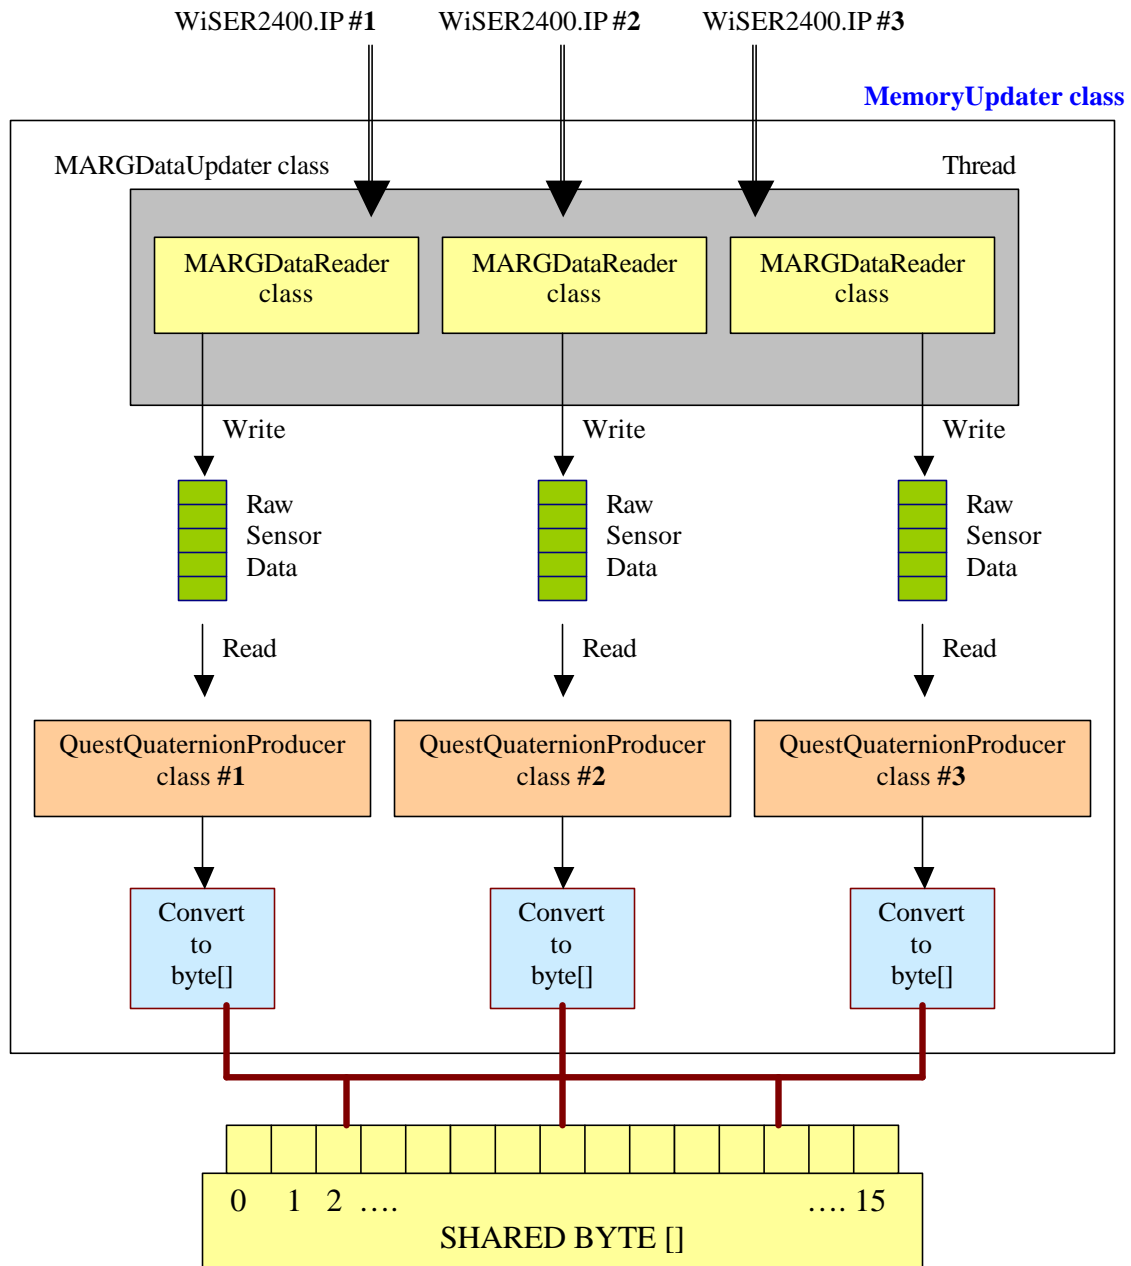 WiSER2400.IP #1 WiSER2400.IP #2 WiSER2400.IP #3
MemoryUpdater class
MARGDataUpdater class Thread
MARGDataReader MARGDataReader MARGDataReader
class class class
Write Write Write
Raw Raw Raw
Sensor Sensor Sensor
Data Data Data
Read Read Read
QuestQuaternionProducer QuestQuaternionProducer QuestQuaternionProducer
class #1 class #2 class #3
Convert Convert Convert
to to to
byte[] byte[] byte[]
0 1 2 .... .... 15
SHARED BYTE []